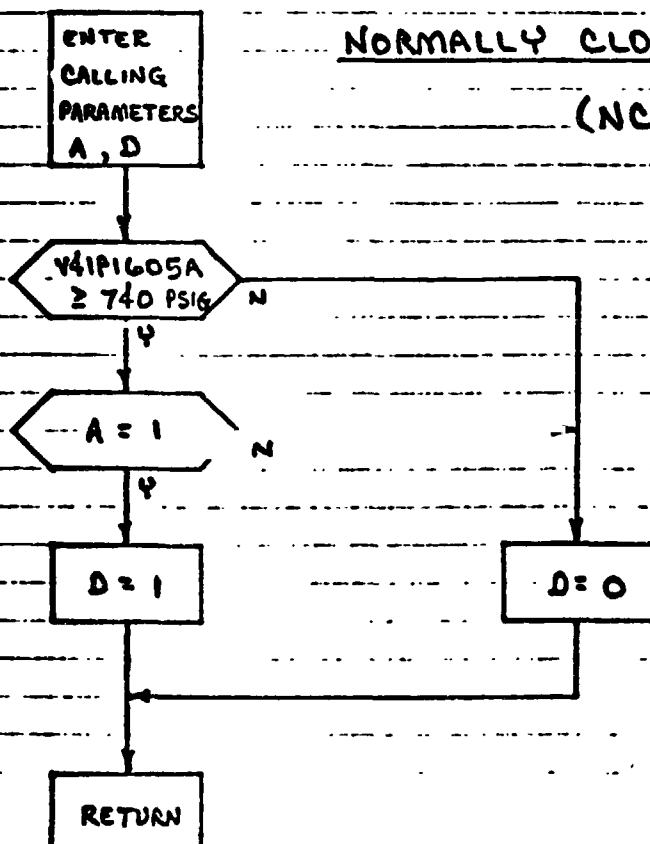 ENTER
CALLING
PARAMETERS
A, D
NORMALLY CLO
(NC
V41P1605A
≥ 740 PSIG
N
Y
A = 1
N
Y
D = 1
D = 0
RETURN